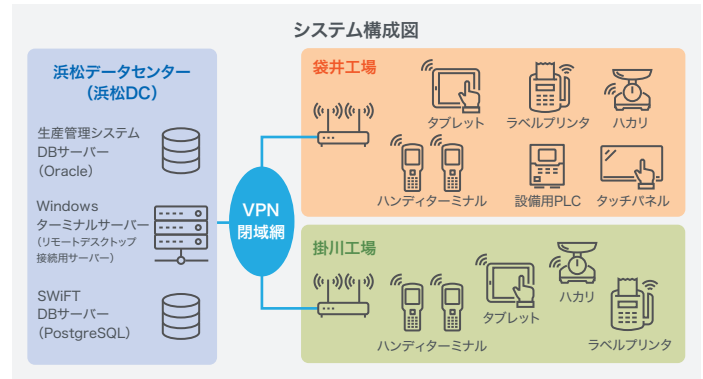 システム構成図
浜松データセンター
（浜松DC）
生産管理システム
DBサーバー
（Oracle）
Windows
ターミナルサーバー
（リモートデスクトップ
接続用サーバー）
SWiFT
DBサーバー
（PostgreSQL）
VPN
閉域網
袋井工場
タブレット
ラベルプリンタ
ハカリ
ハンディターミナル
設備用PLC
タッチパネル
掛川工場
ハンディターミナル
タブレット
ハカリ
ラベルプリンタ